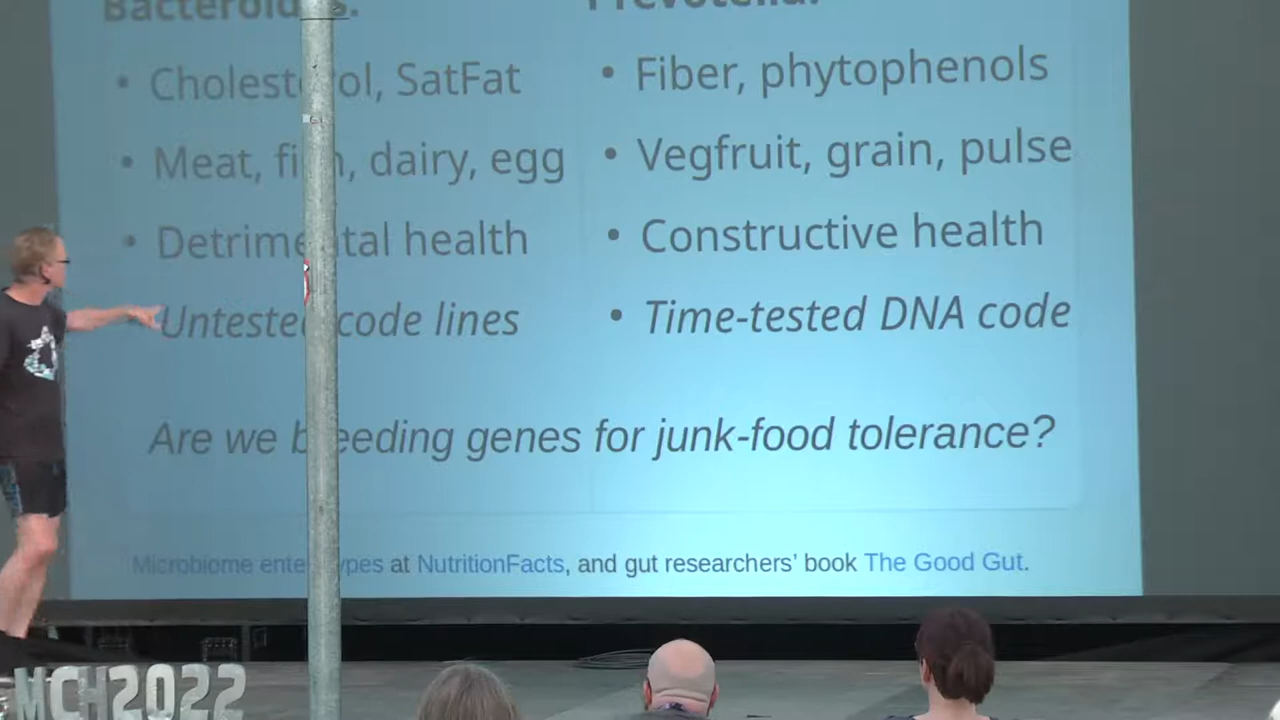 Bacteroides:
Prevotella:
• Cholesterol, SatFat
• Meat, fish, dairy, egg
• Detrimental health
Untested code lines
• Fiber, phytophenols
• Vegfruit, grain, pulse
• Constructive health
• Time-tested DNA code
Are we breeding genes for junk-food tolerance?
Microbiome enterotypes at NutritionFacts, and gut researchers' book The Good Gut.
MCH2022